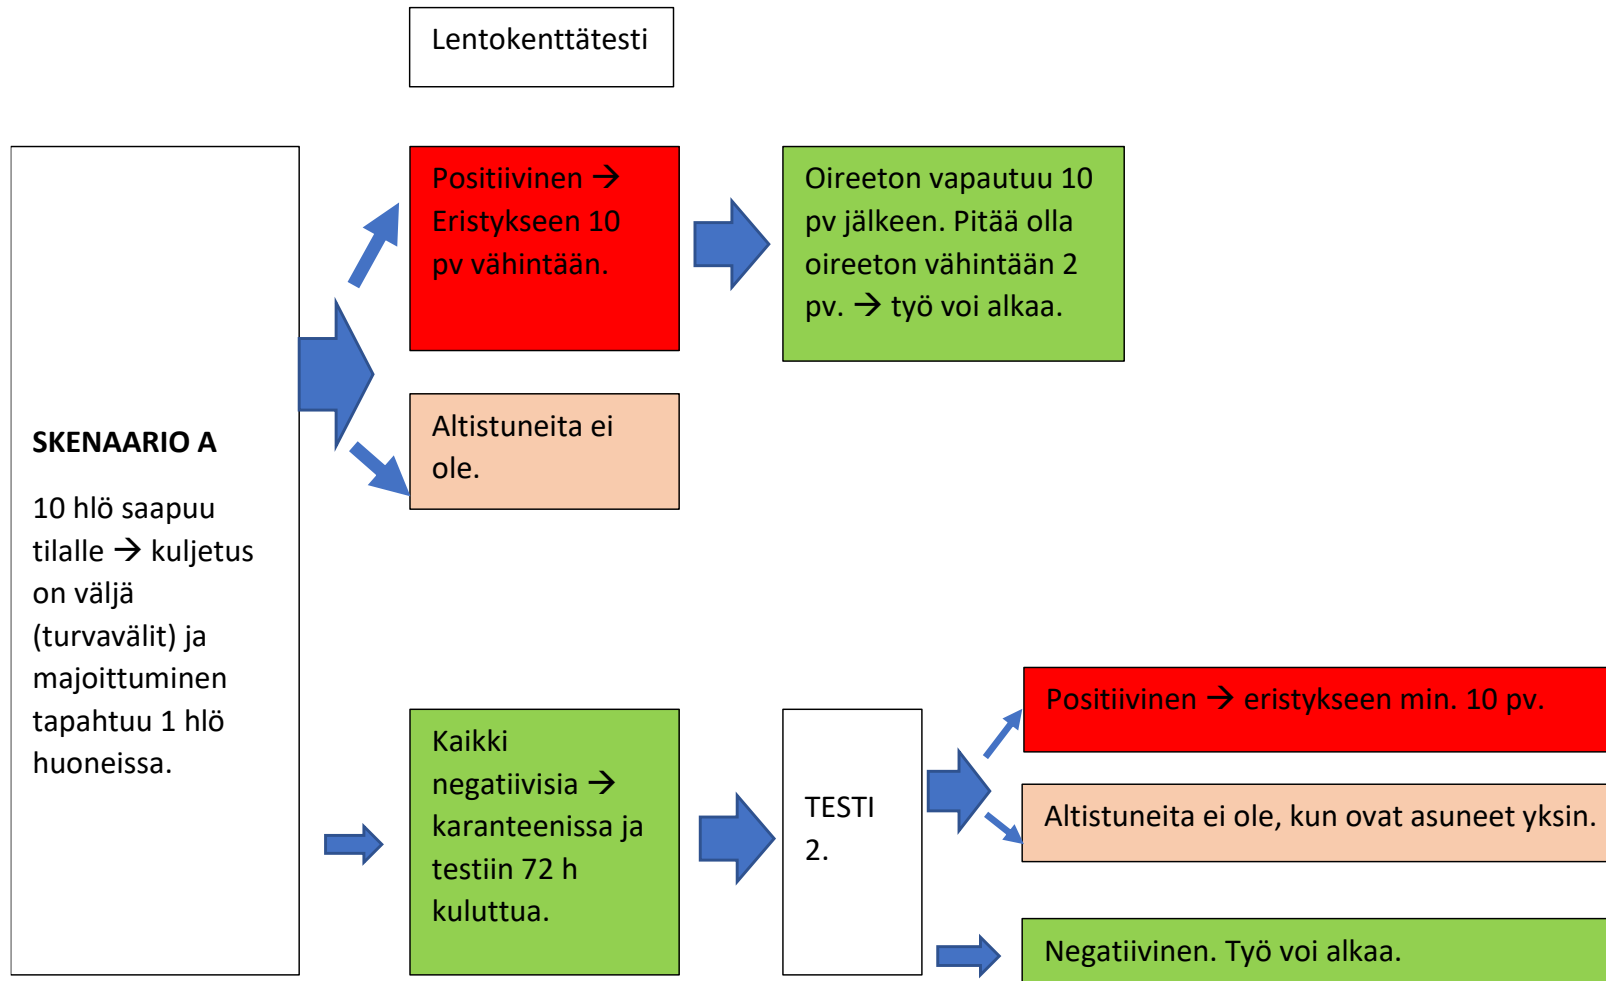 Lentokenttätesti
SKENAARIO A
10 hlö saapuu
tilalle → kuljetus
on väljä
(turvavälit) ja
majoittuminen
tapahtuu 1 hlö
huoneissa.
Positiivinen →
Eristykseen 10
pv vähintään.
Oireeton vapautuu 10
pv jälkeen. Pitää olla
oireeton vähintään 2
pv. → työ voi alkaa.
Altistuneita ei
ole.
Kaikki
negatiivisia →
karanteenissa ja
testiin 72 h
kuluttua.
TESTI
2.
Positiivinen → eristykseen min. 10 pv.
Altistuneita ei ole, kun ovat asuneet yksin.
Negatiivinen. Työ voi alkaa.